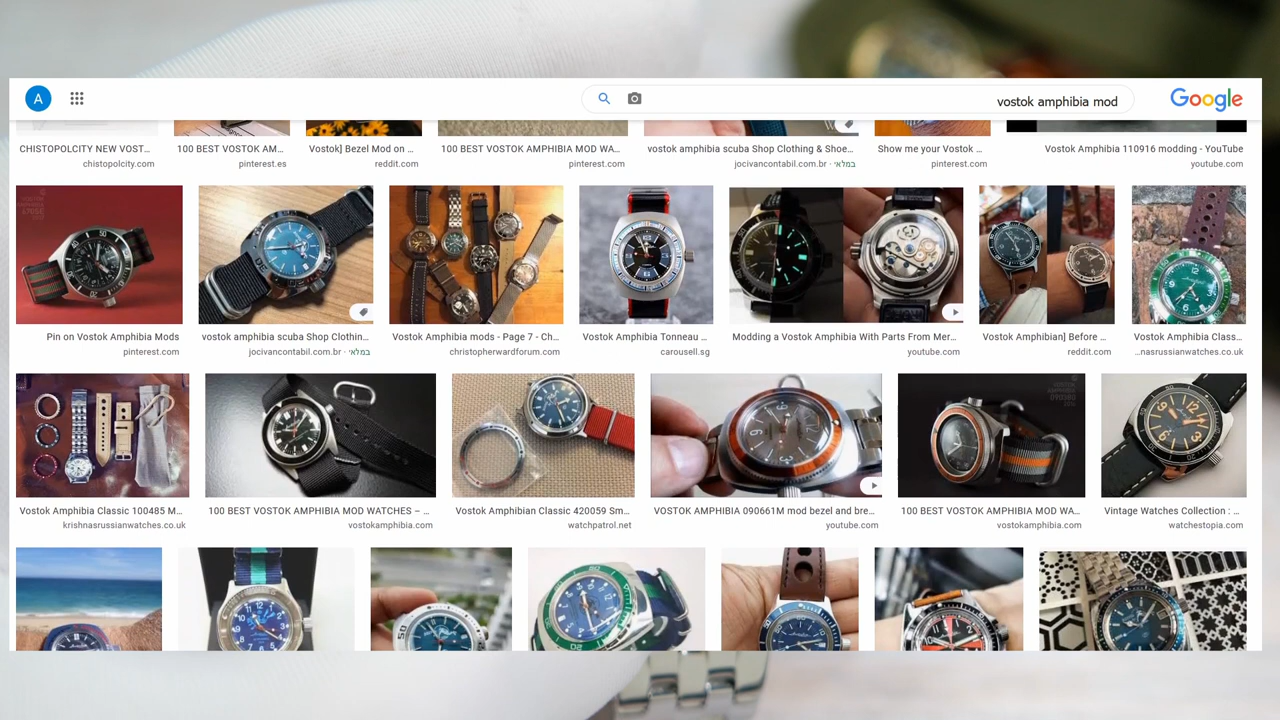 A
vostok amphibia mod
Google
CHISTOPOLCITY NEW VOST...
chistopolcity.com
100 BEST VOSTOK AM...
pinterest.es
Vostok] Bezel Mod on ...
reddit.com
100 BEST VOSTOK AMPHIBIA MOD WA...
pinterest.com
vostok amphibia scuba Shop Clothing & Shoe...
jocivancontabil.com.br · במלאי
Show me your Vostok ...
pinterest.com
Vostok Amphibia 110916 modding - YouTube
youtube.com
Pin on Vostok Amphibia Mods
pinterest.com
vostok amphibia scuba Shop Clothin...
jocivancontabil.com.br · במלאי
Vostok Amphibia mods - Page 7 - Ch...
christopherwardforum.com
Vostok Amphibia Tonneau ...
carousell.sg
Modding a Vostok Amphibia With Parts From Mer...
youtube.com
Vostok Amphibian] Before ...
reddit.com
Vostok Amphibia Class...
...nasrussianwatches.co.uk
Vostok Amphibia Classic 100485 M...
krishnasrussianwatches.co.uk
100 BEST VOSTOK AMPHIBIA MOD WATCHES – ...
vostokamphibia.com
Vostok Amphibian Classic 420059 Sm...
watchpatrol.net
VOSTOK AMPHIBIA 090661M mod bezel and bre...
youtube.com
100 BEST VOSTOK AMPHIBIA MOD WA...
vostokamphibia.com
Vintage Watches Collection : ...
watchestopia.com